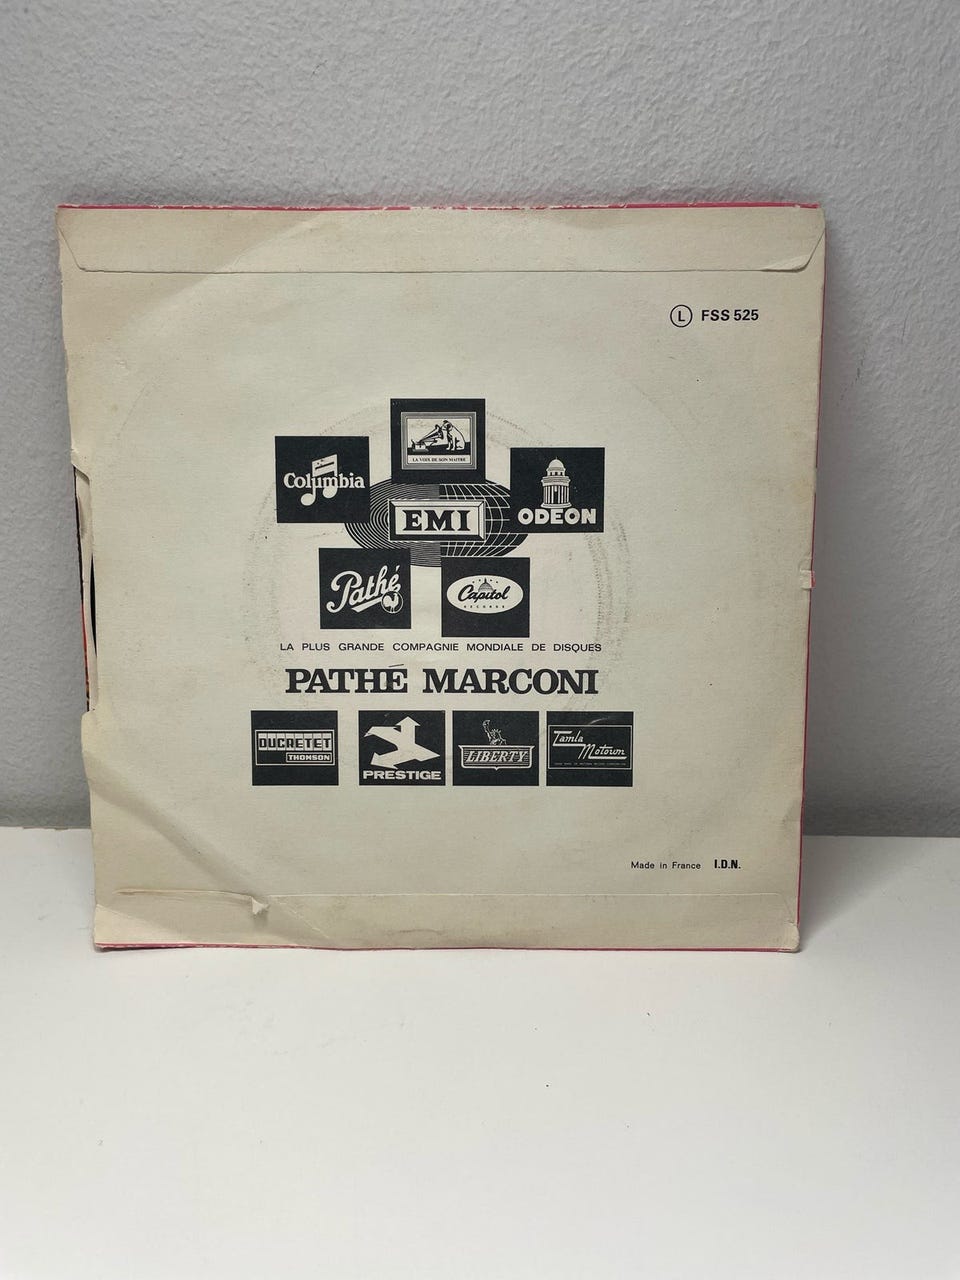 Ⓛ FSS 525
LA VOIX DE SON MAITRE
Columbia
EMI
ODEON
Pathé
Capitol
RECORDS
LA PLUS GRANDE COMPAGNIE MONDIALE DE DISQUES
PATHÉ MARCONI
DUCRETET
THOMSON
PRESTIGE
LIBERTY
Tamla
Motown
Made in France I.D.N.